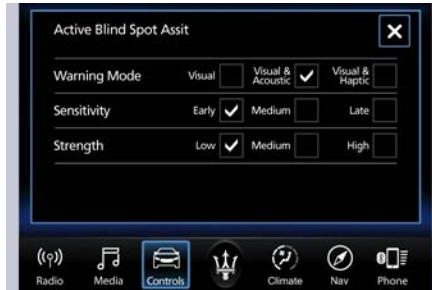 Active Blind Spot Assit
Warning Mode Visual Visual & Acoustic Visual & Haptic
Sensitivity Early Medium Late
Strength Low Medium High
Radio Media Controls Climate Nav Phone